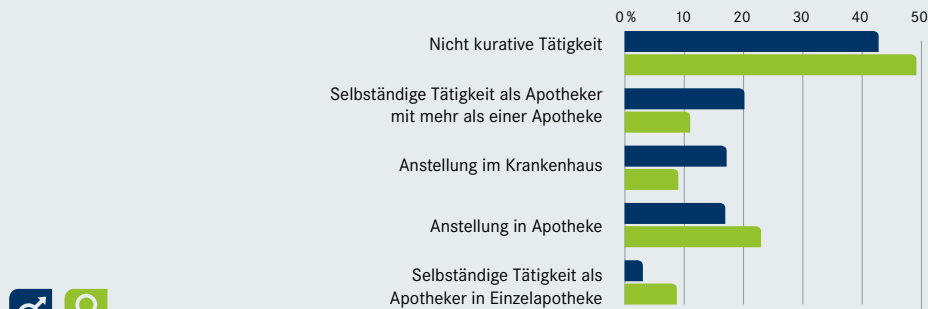 0 % 10 20 30 40 50
Nicht kurative Tätigkeit
Selbständige Tätigkeit als Apotheker
mit mehr als einer Apotheke
Anstellung im Krankenhaus
Anstellung in Apotheke
Selbständige Tätigkeit als
Apotheker in Einzelapotheke